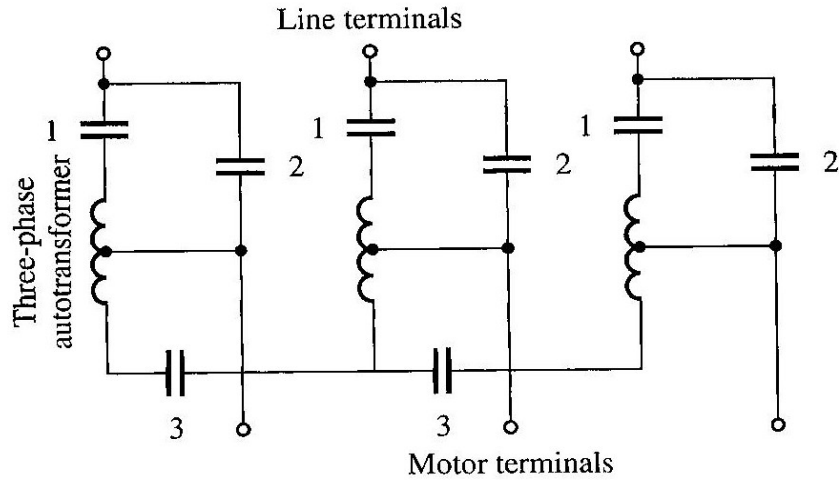 Line terminals
1
2
1
2
1
2
Three-phase
autotransformer
3
3
Motor terminals